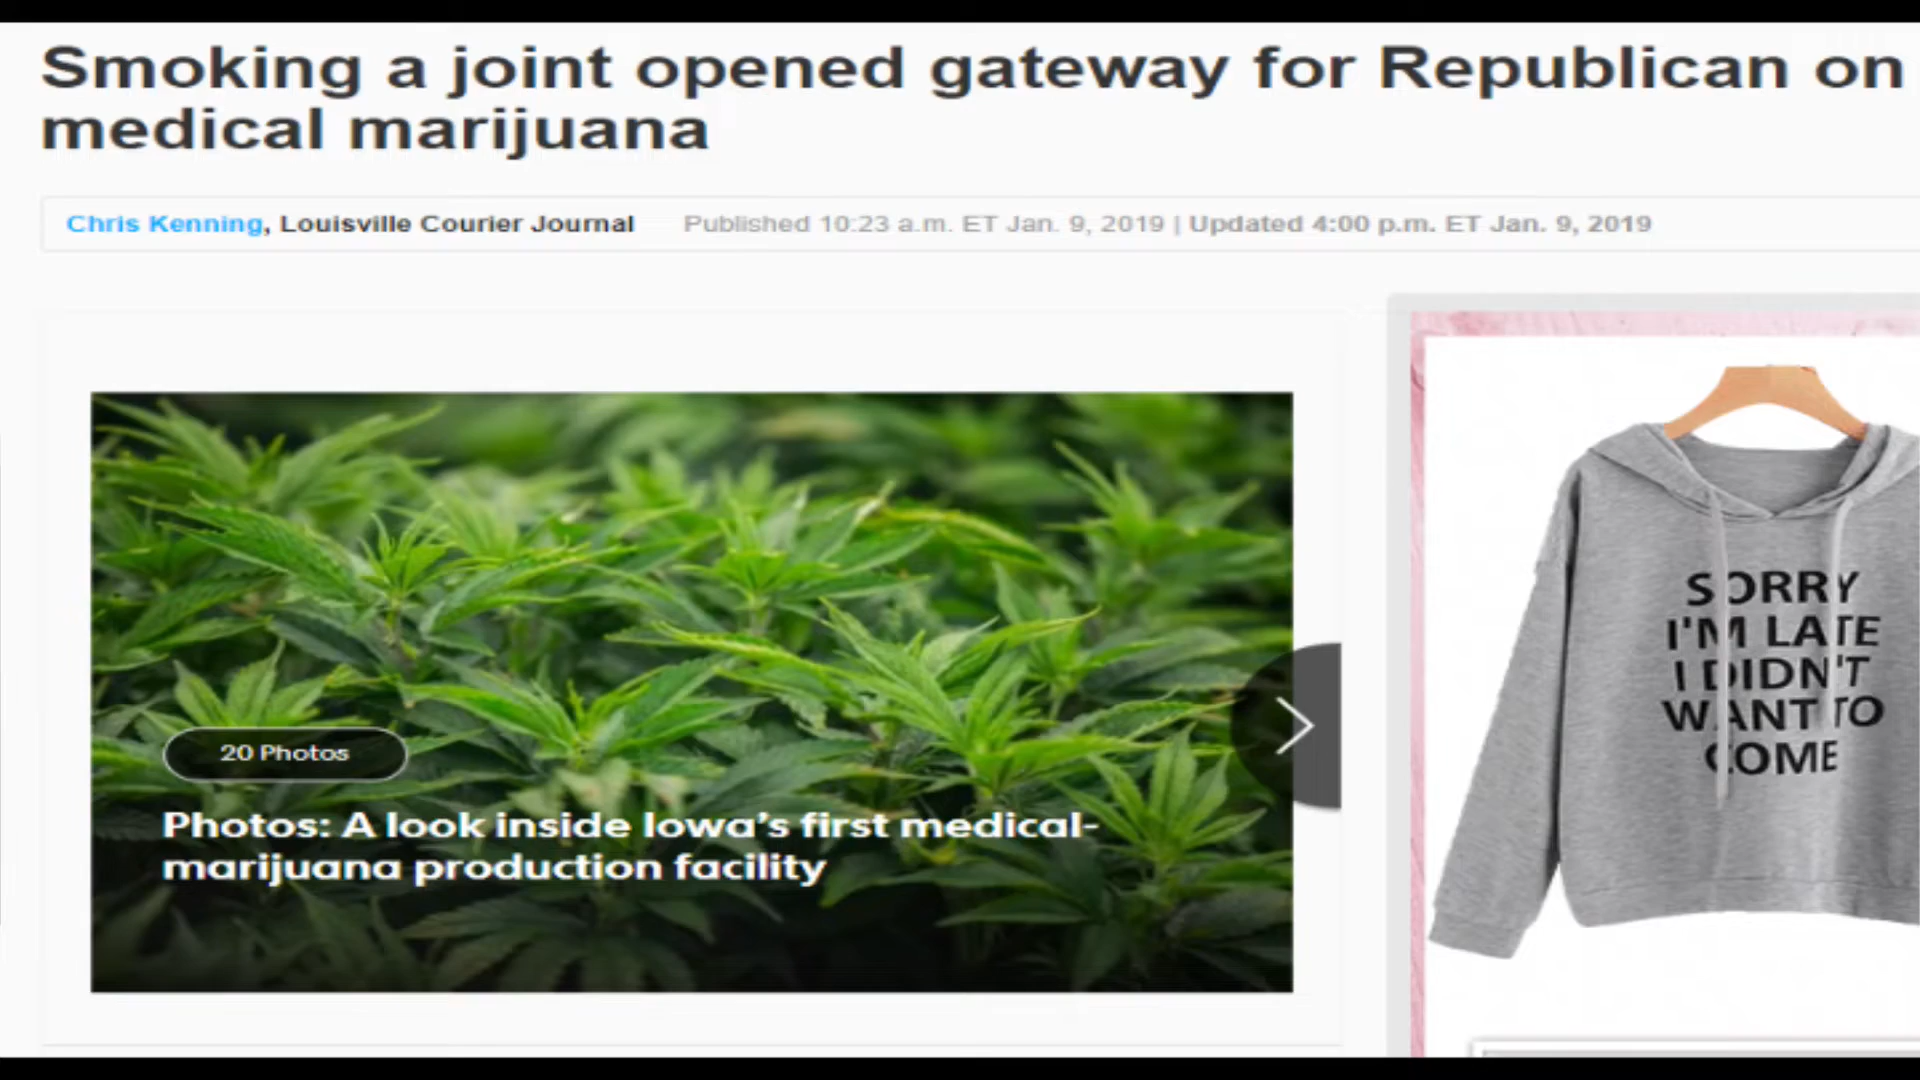 Smoking a joint opened gateway for Republican on
medical marijuana
Chris Kenning, Louisville Courier Journal Published 10:23 a.m. ET Jan. 9, 2019 | Updated 4:00 p.m. ET Jan. 9, 2019
20 Photos
Photos: A look inside Iowa's first medical-
marijuana production facility
SORRY
I'M LATE
I DIDN'T
WANT TO
COME